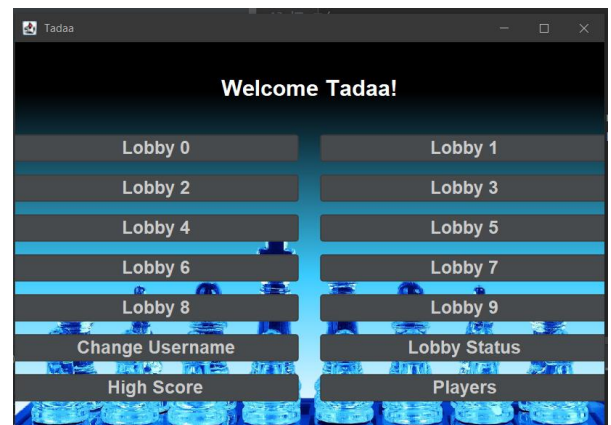 Tadaa
Welcome Tadaa!
Lobby 0
Lobby 1
Lobby 2
Lobby 3
Lobby 4
Lobby 5
Lobby 6
Lobby 7
Lobby 8
Lobby 9
Change Username
Lobby Status
High Score
Players